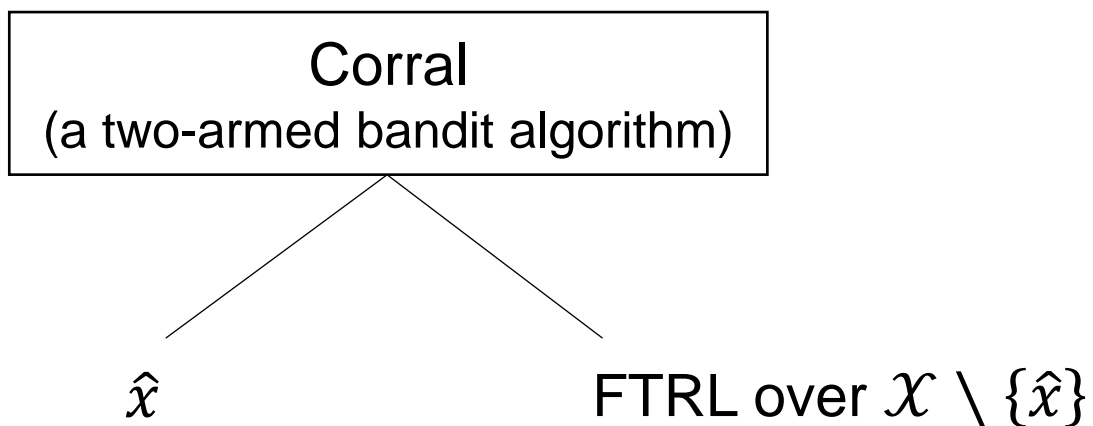 Corral
(a two-armed bandit algorithm)
x̂
FTRL over 𝒳 \ {x̂}